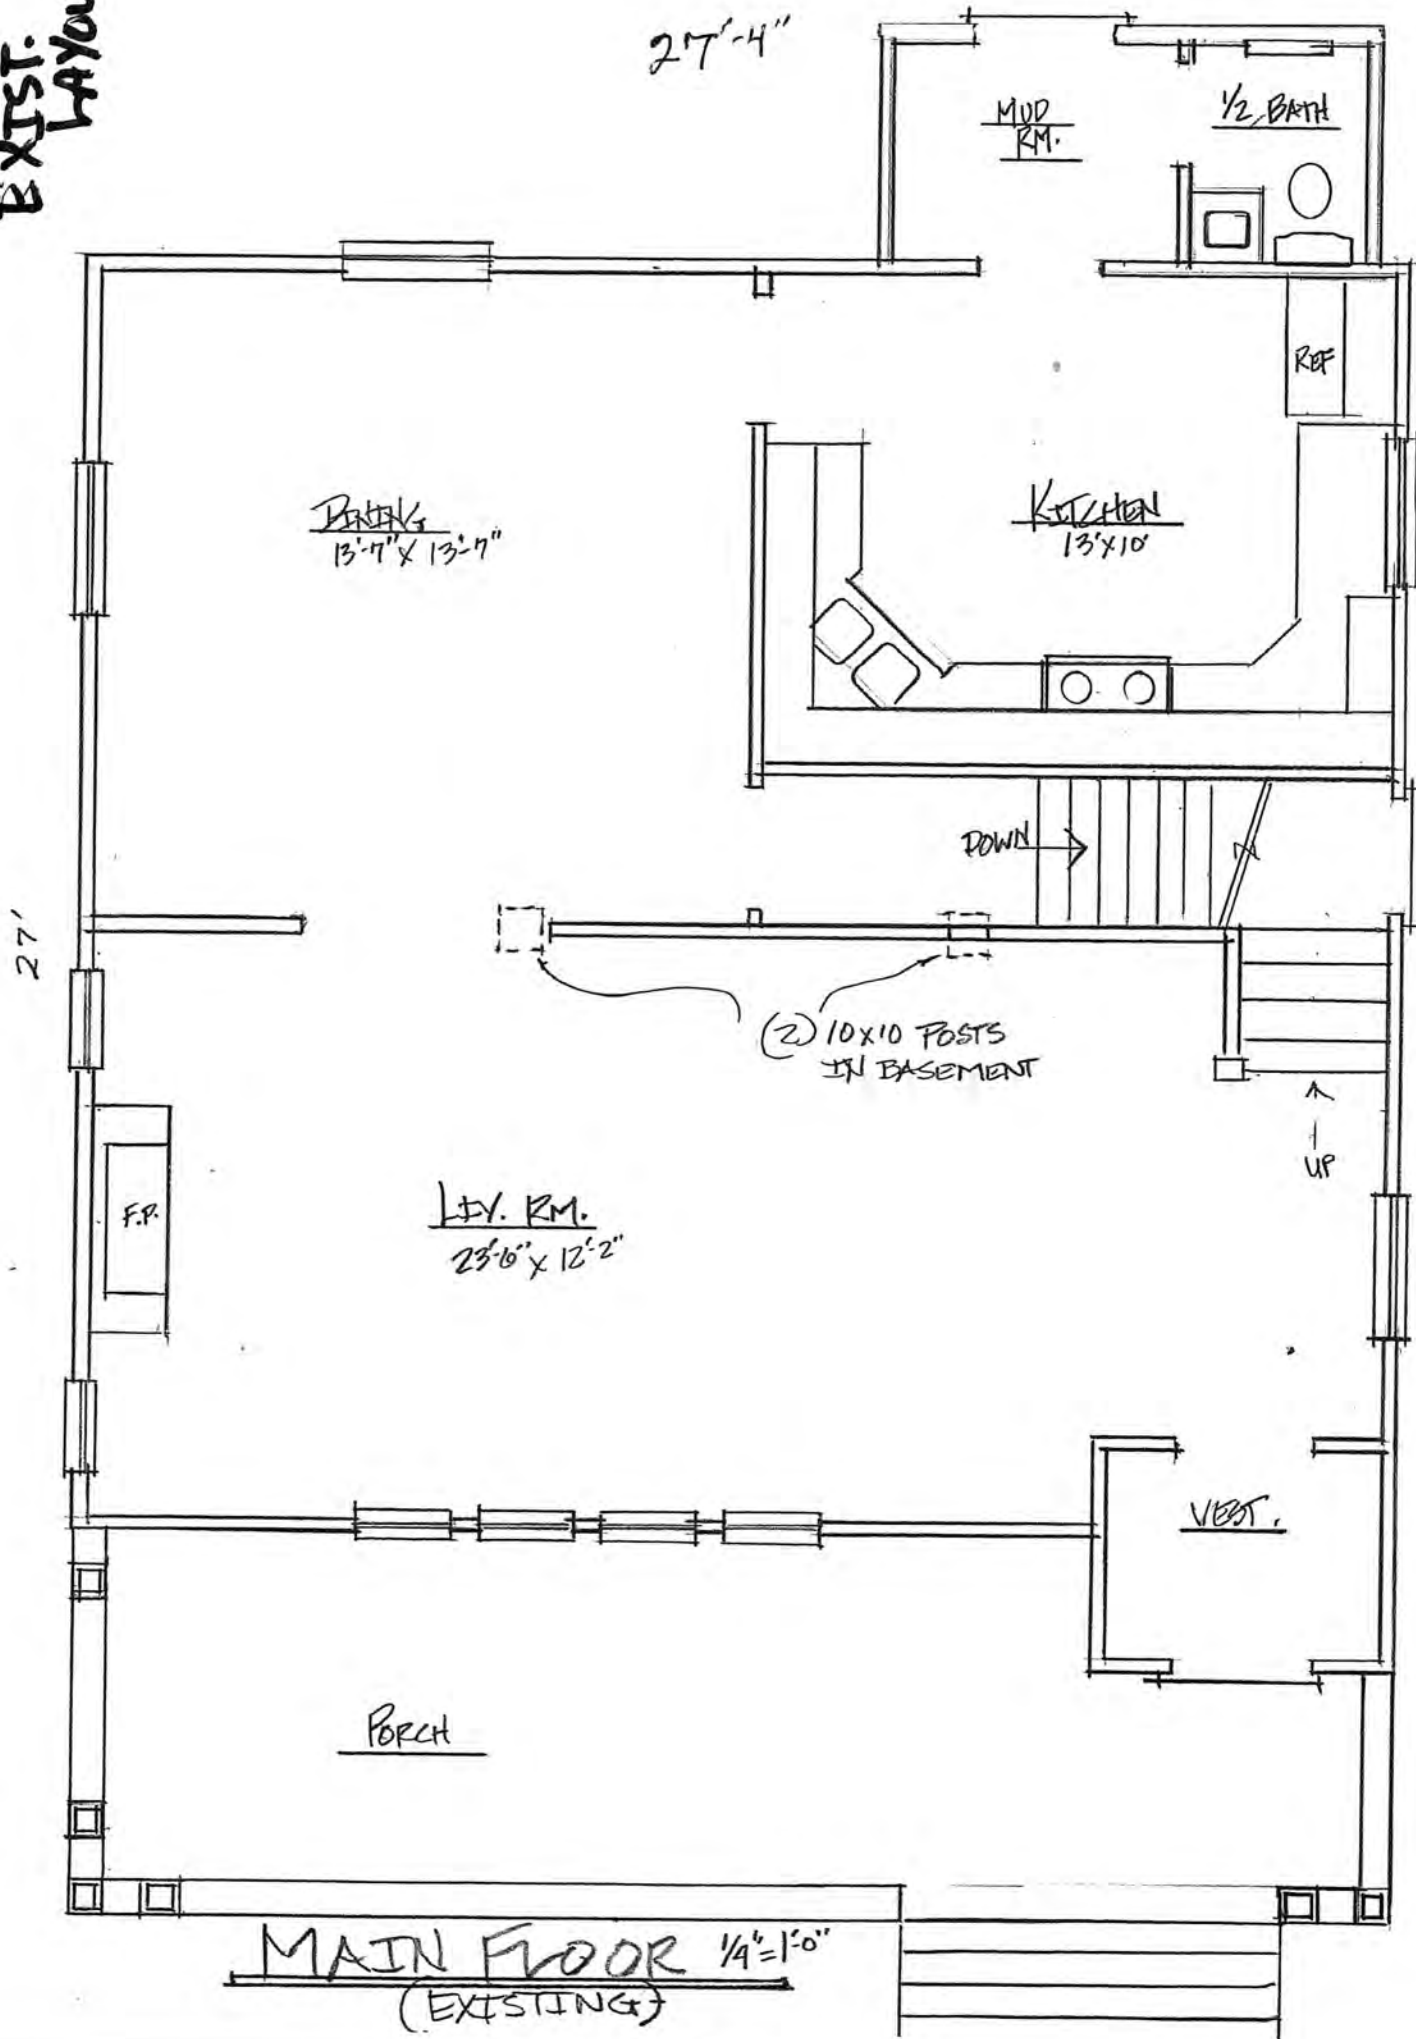 EXIST.
27'-4"
MUD
RM.
1/2 BATH
REF
DINING
13'-7" x 13'-7"
KITCHEN
13'x10'
DOWN
27'
(2) 10x10 POSTS
IN BASEMENT
UP
F.P.
LIV. RM.
23'-6" x 12'-2"
VEST.
PORCH
MAIN FLOOR 1/4"=1'-0"
(EXISTING)